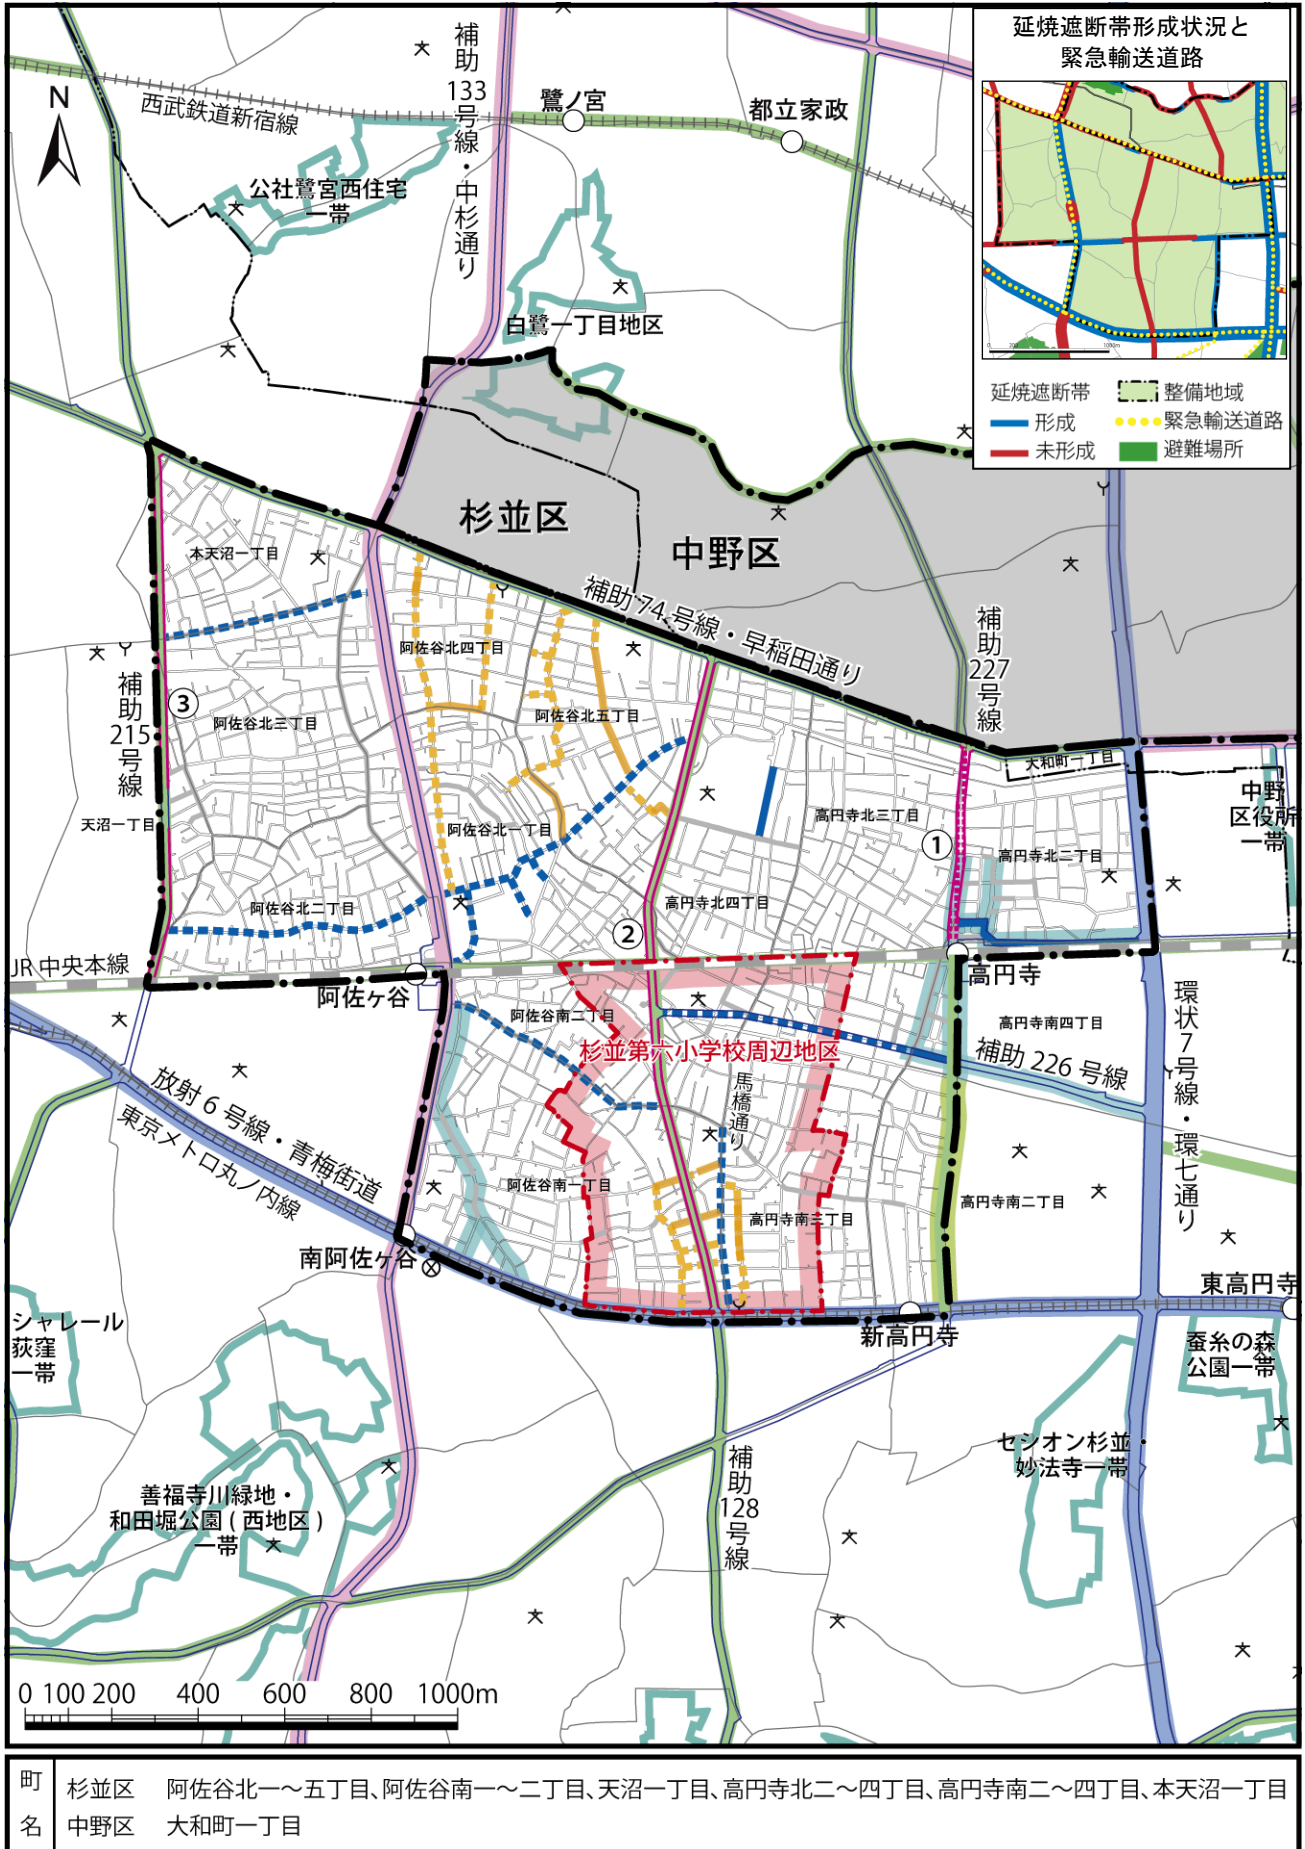 延焼遮断帯形成状況と
緊急輸送道路
0 200 1000m
延焼遮断帯
形成
未形成
整備地域
緊急輸送道路
避難場所
N
西武鉄道新宿線
補助133号線・中杉通り
鷺ノ宮
都立家政
公社鷺宮西住宅
一帯
白鷺一丁目地区
杉並区
中野区
補助74号線・早稲田通り
補助227号線
本天沼一丁目
阿佐谷北四丁目
③
補助215号線
阿佐谷北三丁目
阿佐谷北五丁目
大和町一丁目
中野
区役所
一帯
天沼一丁目
阿佐谷北一丁目
高円寺北三丁目
①
高円寺北二丁目
阿佐谷北二丁目
高円寺北四丁目
②
JR中央本線
阿佐ヶ谷
高円寺
阿佐谷南二丁目
高円寺南四丁目
杉並第六小学校周辺地区
補助226号線
環状7号線・環七通り
馬橋通り
放射6号線・青梅街道
東京メトロ丸ノ内線
阿佐谷南一丁目
高円寺南三丁目
高円寺南二丁目
南阿佐ヶ谷
新高円寺
東高円寺
シャレール
荻窪
一帯
蚕糸の森
公園一帯
セシオン杉並・
妙法寺一帯
善福寺川緑地・
和田堀公園(西地区)
一帯
補助128号線
0 100 200 400 600 800 1000m
町名
杉並区 阿佐谷北一～五丁目、阿佐谷南一～二丁目、天沼一丁目、高円寺北二～四丁目、高円寺南二～四丁目、本天沼一丁目
中野区 大和町一丁目